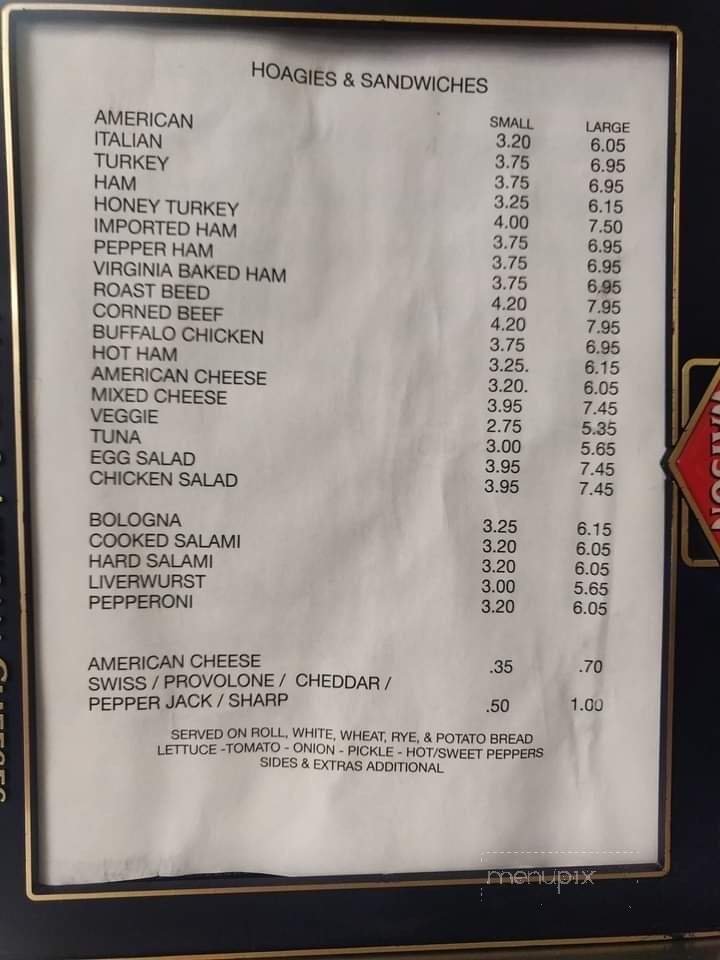 HOAGIES & SANDWICHES
SMALL LARGE
AMERICAN 3.20 6.05
ITALIAN 3.75 6.95
TURKEY 3.75 6.95
HAM 3.25 6.15
HONEY TURKEY 4.00 7.50
IMPORTED HAM 3.75 6.95
PEPPER HAM 3.75 6.95
VIRGINIA BAKED HAM 3.75 6.95
ROAST BEED 4.20 7.95
CORNED BEEF 4.20 7.95
BUFFALO CHICKEN 3.75 6.95
HOT HAM 3.25. 6.15
AMERICAN CHEESE 3.20. 6.05
MIXED CHEESE 3.95 7.45
VEGGIE 2.75 5.35
TUNA 3.00 5.65
EGG SALAD 3.95 7.45
CHICKEN SALAD 3.95 7.45
BOLOGNA 3.25 6.15
COOKED SALAMI 3.20 6.05
HARD SALAMI 3.20 6.05
LIVERWURST 3.00 5.65
PEPPERONI 3.20 6.05
AMERICAN CHEESE .35 .70
SWISS / PROVOLONE / CHEDDAR /
PEPPER JACK / SHARP .50 1.00
SERVED ON ROLL, WHITE, WHEAT, RYE, & POTATO BREAD
LETTUCE -TOMATO - ONION - PICKLE - HOT/SWEET PEPPERS
SIDES & EXTRAS ADDITIONAL
CHEESES
menupix